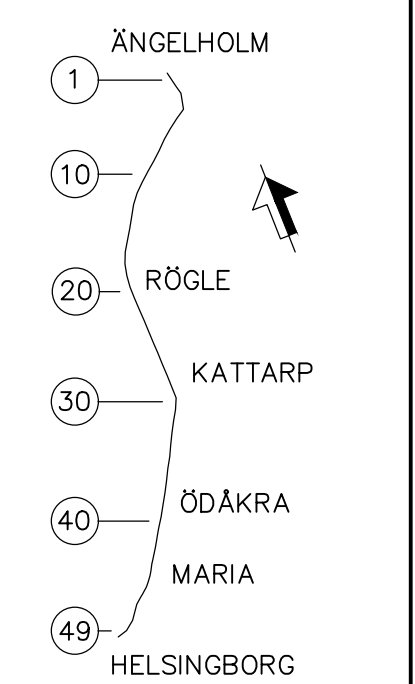 ÄNGELHOLM
1
10
20
RÖGLE
KATTARP
30
ÖDÅKRA
40
MARIA
49
HELSINGBORG